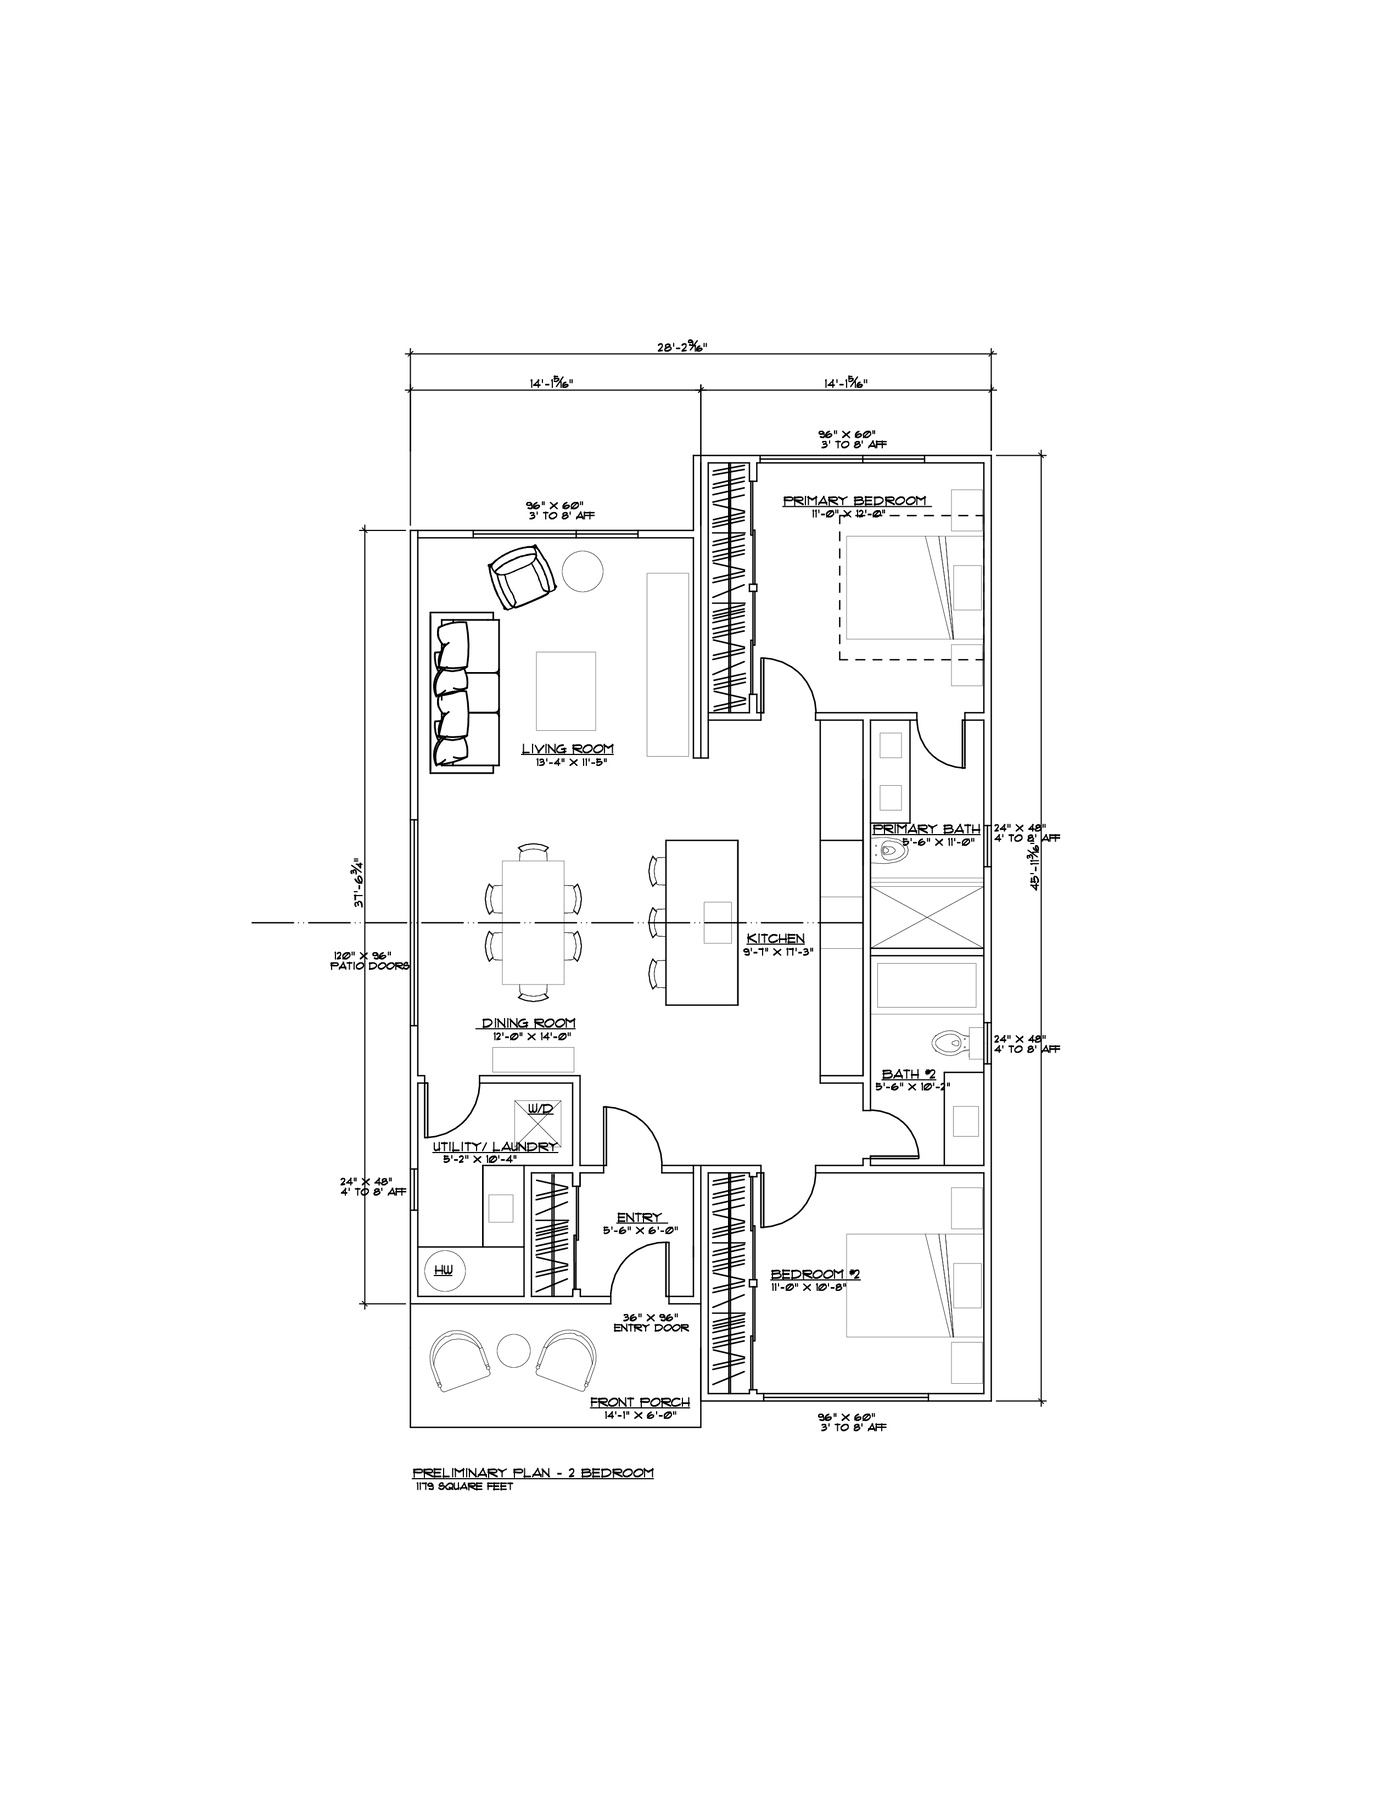 28'-2 9/16"
14'-1 5/16"
14'-1 5/16"
96" X 60"
3' TO 8' AFF
PRIMARY BEDROOM
11'-0" X 12'-0"
96" X 60"
3' TO 8' AFF
LIVING ROOM
13'-4" X 11'-5"
PRIMARY BATH
5'-6" X 11'-0"
24" X 48"
4' TO 8' AFF
45'-11 3/16"
37'-6 3/4"
KITCHEN
9'-7" X 17'-3"
120" X 96"
PATIO DOORS
DINING ROOM
12'-0" X 14'-0"
24" X 48"
4' TO 8' AFF
BATH #2
5'-6" X 10'-2"
W/D
UTILITY/ LAUNDRY
5'-2" X 10'-4"
24" X 48"
4' TO 8' AFF
ENTRY
5'-6" X 6'-0"
HW
BEDROOM #2
11'-0" X 10'-8"
36" X 96"
ENTRY DOOR
FRONT PORCH
14'-1" X 6'-0"
96" X 60"
3' TO 8' AFF
PRELIMINARY PLAN - 2 BEDROOM
1179 SQUARE FEET